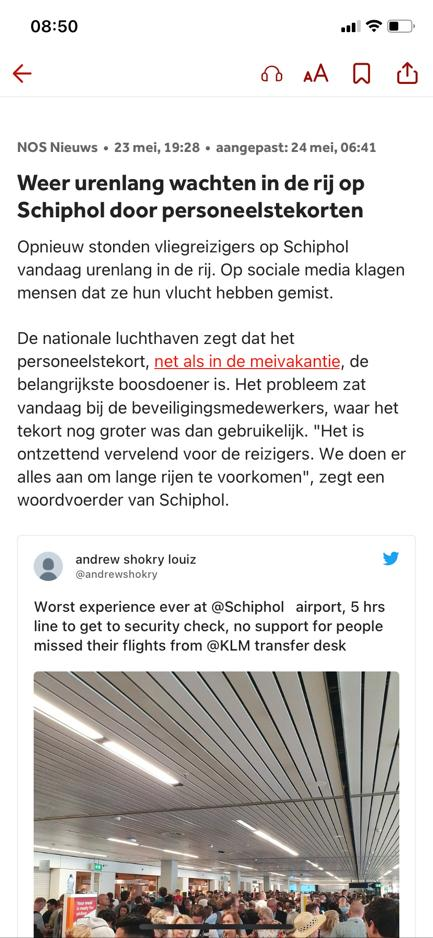 08:50
AA
NOS Nieuws • 23 mei, 19:28 • aangepast: 24 mei, 06:41
Weer urenlang wachten in de rij op
Schiphol door personeelstekorten
Opnieuw stonden vliegreizigers op Schiphol
vandaag urenlang in de rij. Op sociale media klagen
mensen dat ze hun vlucht hebben gemist.
De nationale luchthaven zegt dat het
personeelstekort, net als in de meivakantie, de
belangrijkste boosdoener is. Het probleem zat
vandaag bij de beveiligingsmedewerkers, waar het
tekort nog groter was dan gebruikelijk. "Het is
ontzettend vervelend voor de reizigers. We doen er
alles aan om lange rijen te voorkomen", zegt een
woordvoerder van Schiphol.
andrew shokry louiz
@andrewshokry
Worst experience ever at @Schiphol airport, 5 hrs
line to get to security check, no support for people
missed their flights from @KLM transfer desk